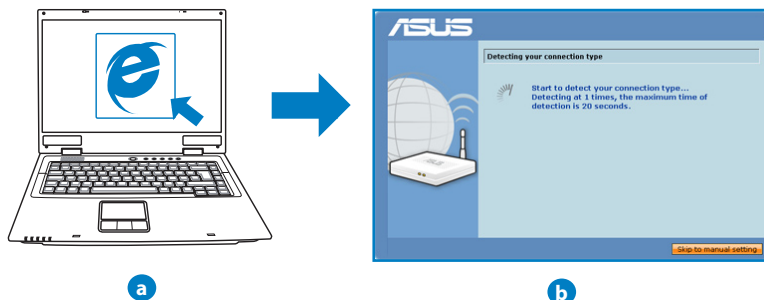 ASUS
Detecting your connection type
Start to detect your connection type...
Detecting at 1 times, the maximum time of
detection is 20 seconds.
Skip to manual setting
a
b